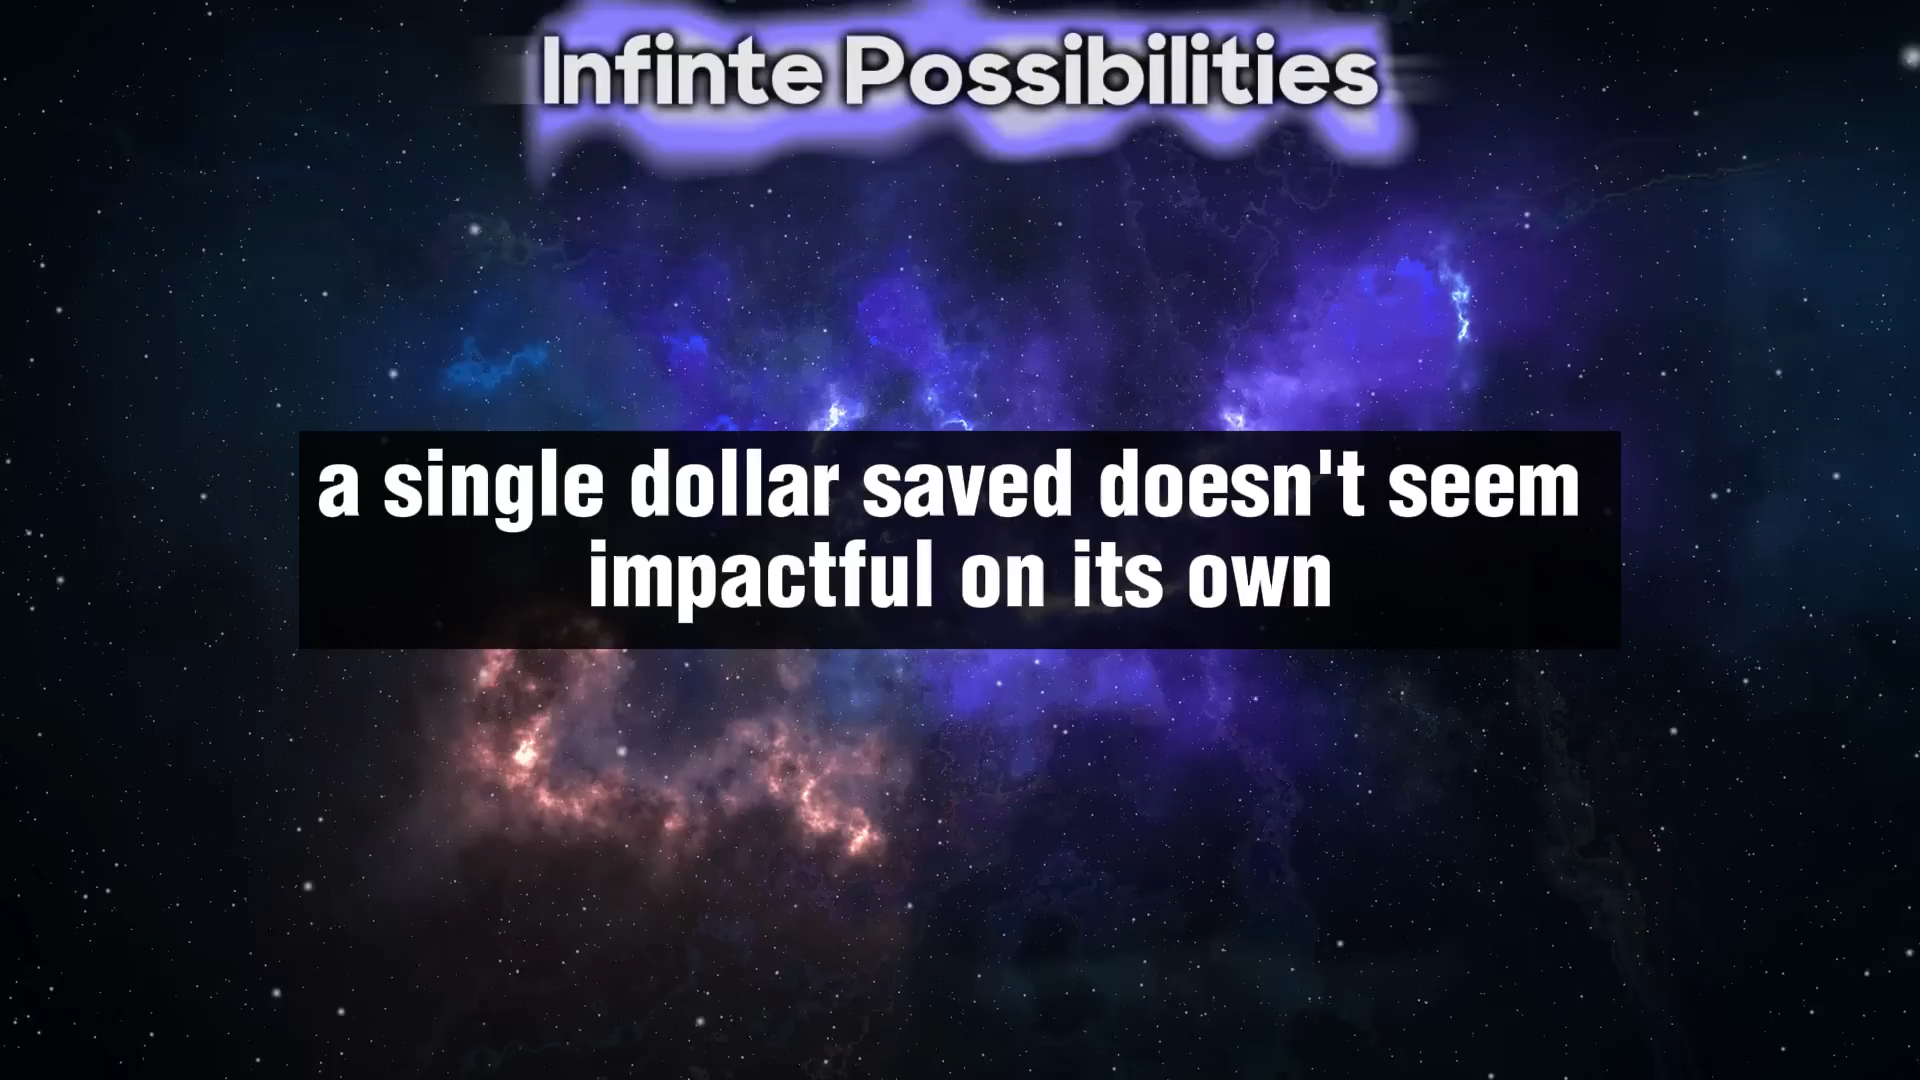 Infinte Possibilities
a single dollar saved doesn't seem
impactful on its own